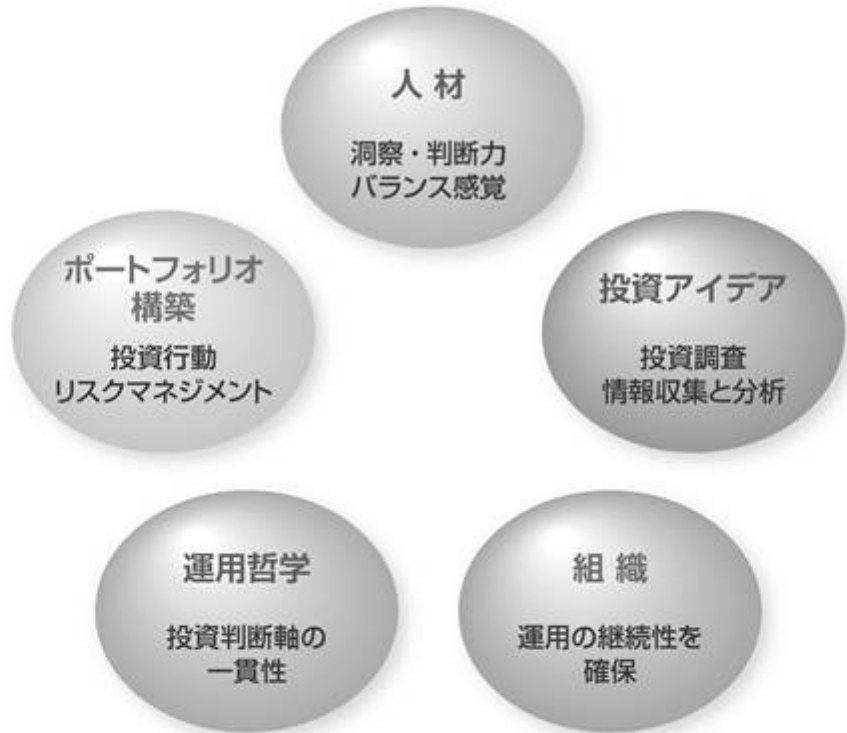 人材
洞察・判断力
バランス感覚
ポートフォリオ
構築
投資行動
リスクマネジメント
投資アイデア
投資調査
情報収集と分析
運用哲学
投資判断軸の
一貫性
組織
運用の継続性を
確保